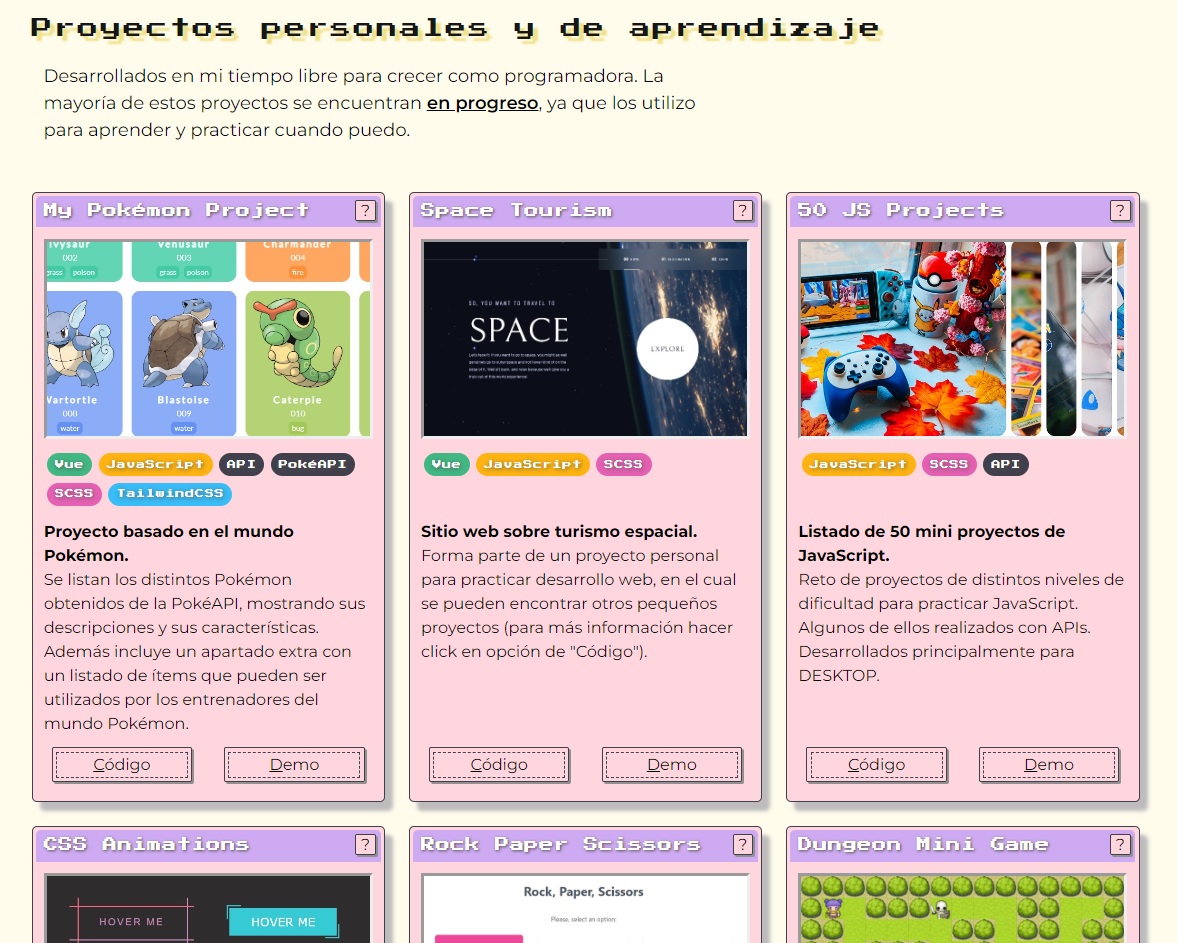 Proyectos personales y de aprendizaje
Desarrollados en mi tiempo libre para crecer como programadora. La
mayoría de estos proyectos se encuentran en progreso, ya que los utilizo
para aprender y practicar cuando puedo.
My Pokémon Project
?
Ivysaur
002
grass poison
Venusaur
003
grass poison
Charmander
004
fire
Wartortle
008
water
Blastoise
009
water
Caterpie
010
bug
Vue JavaScript API PokéAPI
SCSS TailwindCSS
Proyecto basado en el mundo
Pokémon.
Se listan los distintos Pokémon
obtenidos de la PokéAPI, mostrando sus
descripciones y sus características.
Además incluye un apartado extra con
un listado de ítems que pueden ser
utilizados por los entrenadores del
mundo Pokémon.
Código Demo
Space Tourism
?
SO, YOU WANT TO TRAVEL TO
SPACE
EXPLORE
Vue JavaScript SCSS
Sitio web sobre turismo espacial.
Forma parte de un proyecto personal
para practicar desarrollo web, en el cual
se pueden encontrar otros pequeños
proyectos (para más información hacer
click en opción de "Código").
Código Demo
50 JS Projects
?
JavaScript SCSS API
Listado de 50 mini proyectos de
JavaScript.
Reto de proyectos de distintos niveles de
dificultad para practicar JavaScript.
Algunos de ellos realizados con APIs.
Desarrollados principalmente para
DESKTOP.
Código Demo
CSS Animations
?
HOVER ME HOVER ME
Rock Paper Scissors
?
Rock, Paper, Scissors
Please, select an option:
Dungeon Mini Game
?